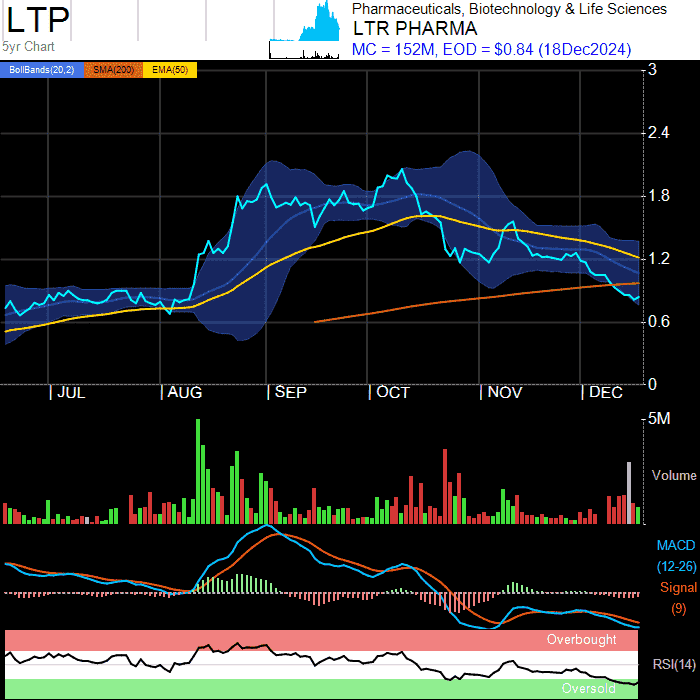 LTP
5yr Chart
Pharmaceuticals, Biotechnology & Life Sciences
LTR PHARMA
MC = 152M, EOD = $0.84 (18Dec2024)
BollBands(20,2) SMA(200) EMA(50)
3
2.4
1.8
1.2
0.6
0
JUL AUG SEP OCT NOV DEC
5M
Volume
MACD
(12-26)
Signal
(9)
Overbought
RSI(14)
Oversold